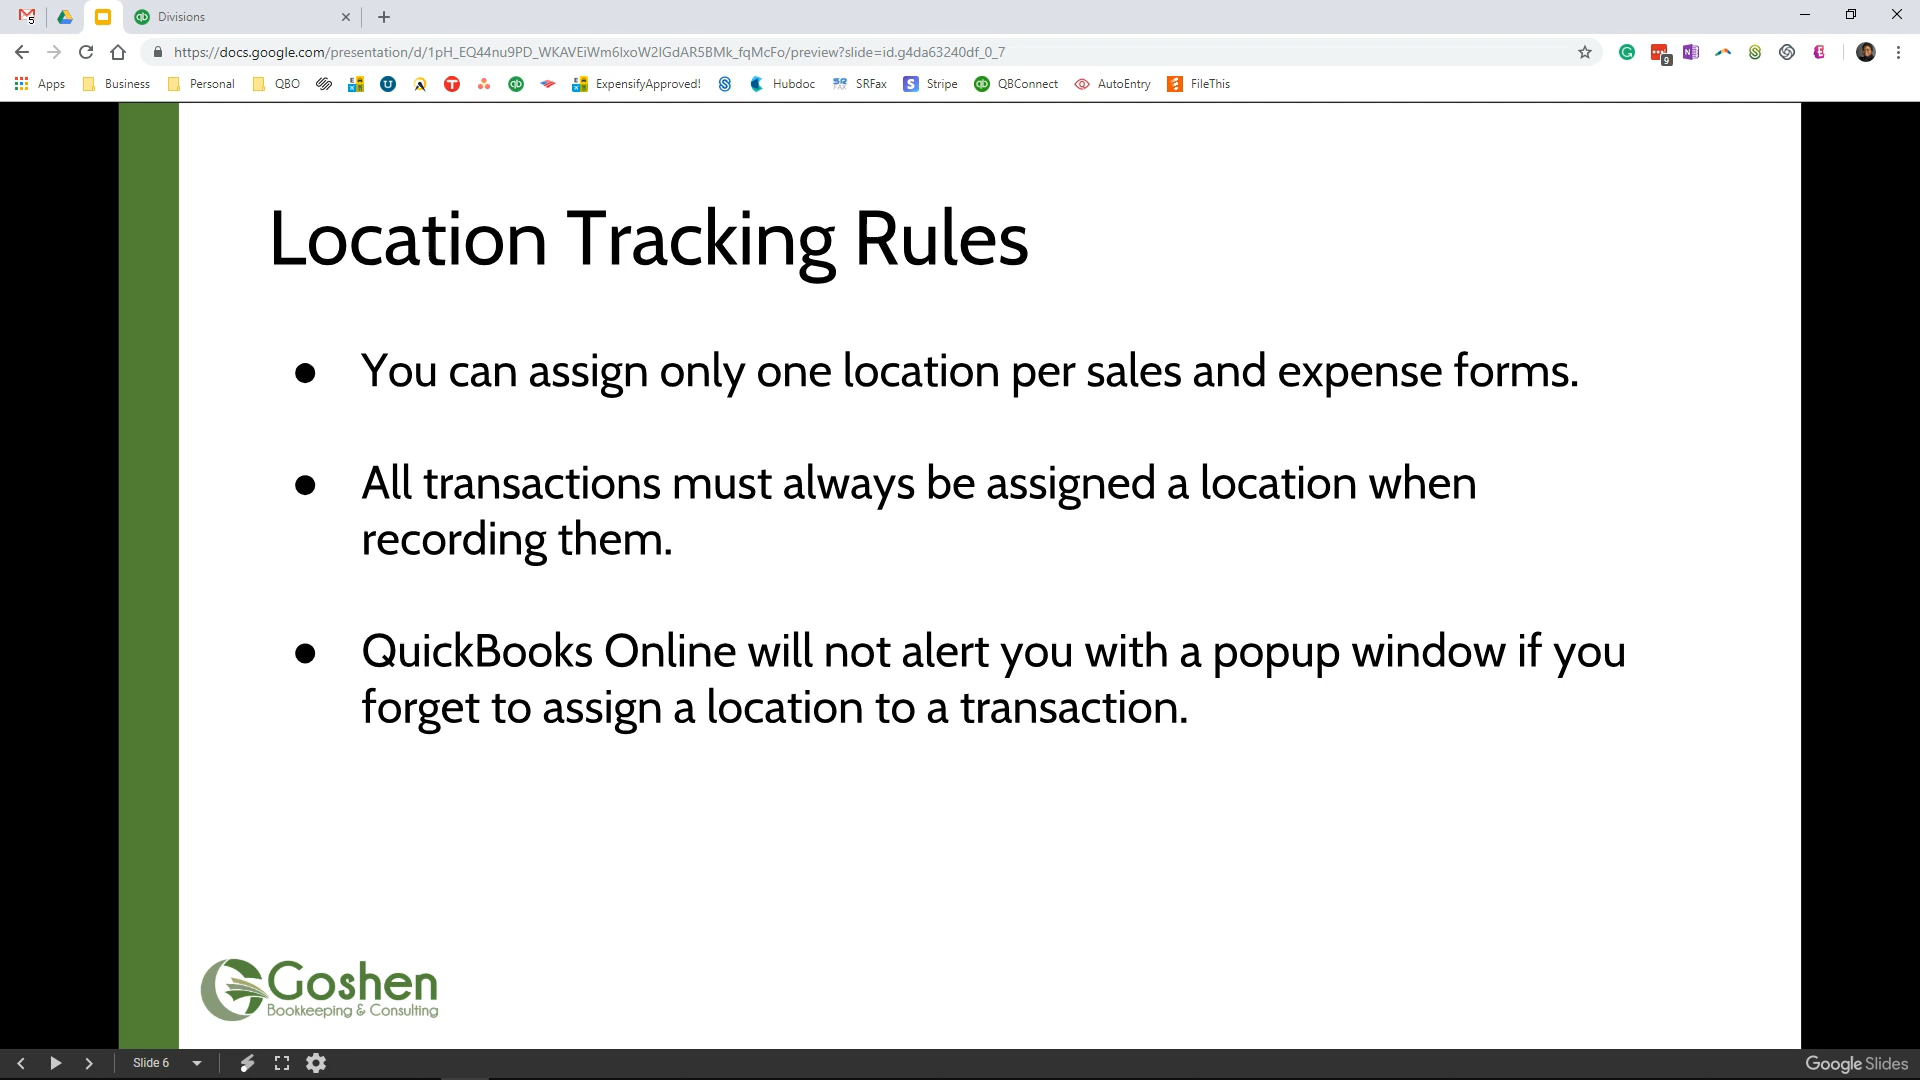 5
Divisions
https://docs.google.com/presentation/d/1pH_EQ44nu9PD_WKAVEiWm6lxoW2lGdAR5BMk_fqMcFo/preview?slide=id.g4da63240df_0_7
9
Apps Business Personal QBO ExpensifyApproved! Hubdoc SRFax Stripe QBConnect AutoEntry FileThis
Location Tracking Rules
● You can assign only one location per sales and expense forms.
● All transactions must always be assigned a location when
recording them.
● QuickBooks Online will not alert you with a popup window if you
forget to assign a location to a transaction.
Goshen
Bookkeeping & Consulting
Slide 6
Google Slides